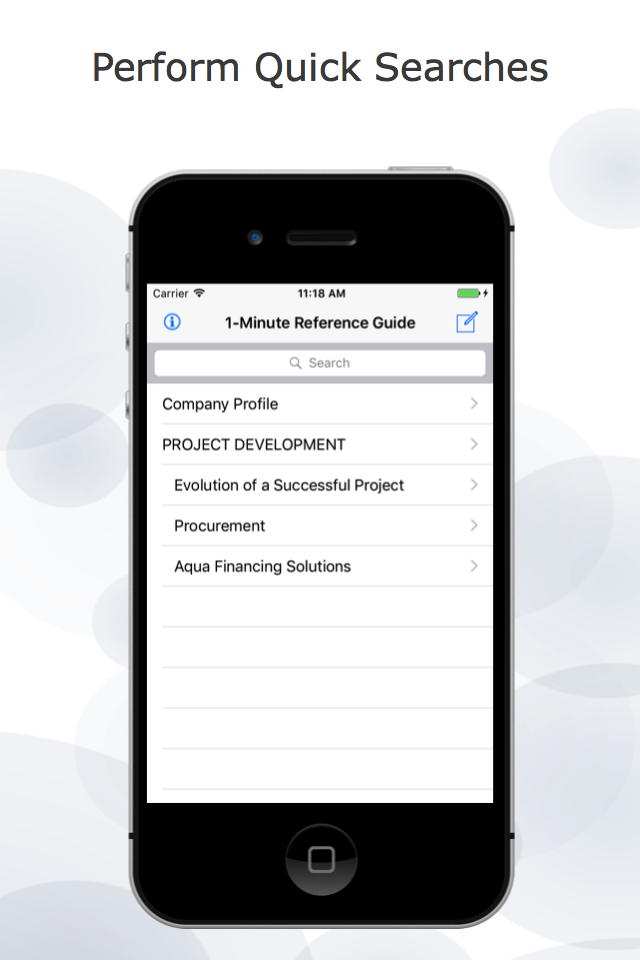 Perform Quick Searches
Carrier 11:18 AM
1-Minute Reference Guide
Search
Company Profile
PROJECT DEVELOPMENT
Evolution of a Successful Project
Procurement
Aqua Financing Solutions